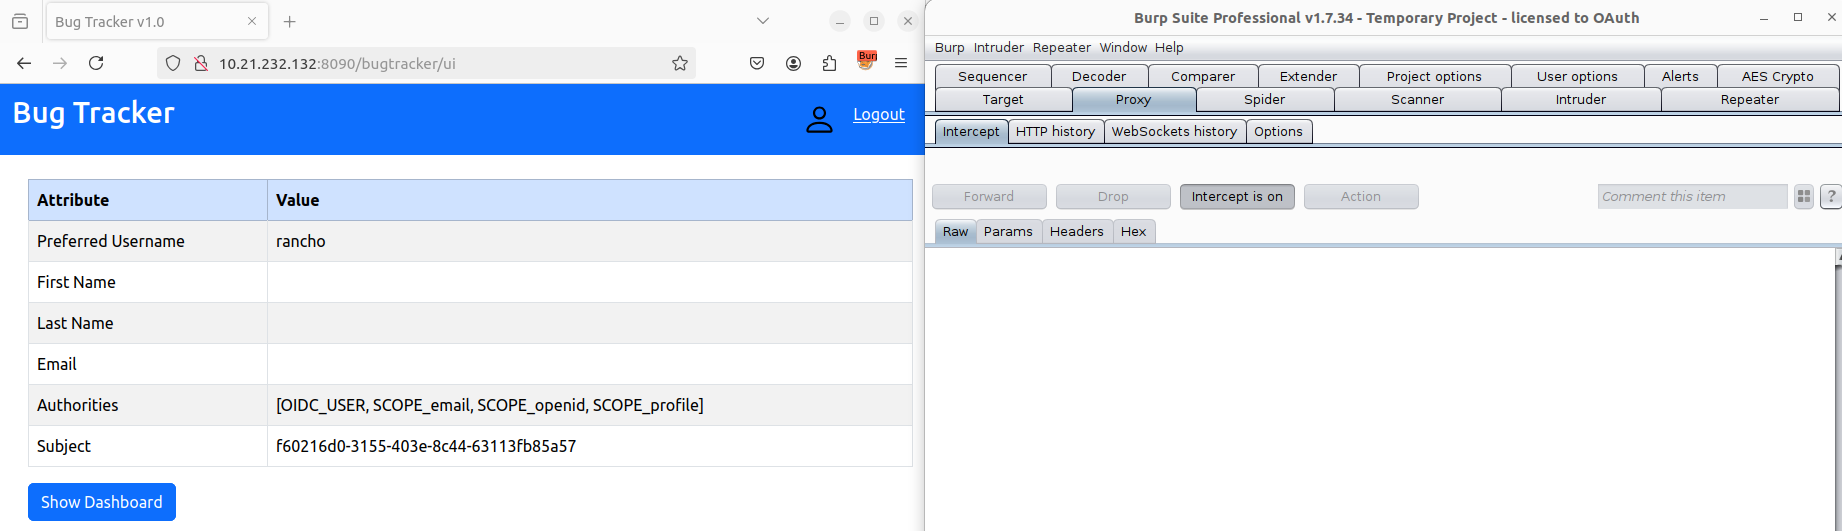 Bug Tracker v1.0
10.21.232.132:8090/bugtracker/ui
Bug Tracker
Logout
Attribute Value
Preferred Username rancho
First Name
Last Name
Email
Authorities [OIDC_USER, SCOPE_email, SCOPE_openid, SCOPE_profile]
Subject f60216d0-3155-403e-8c44-63113fb85a57
Show Dashboard
Burp Suite Professional v1.7.34 - Temporary Project - licensed to OAuth
Burp Intruder Repeater Window Help
Sequencer Decoder Comparer Extender Project options User options Alerts AES Crypto
Target Proxy Spider Scanner Intruder Repeater
Intercept HTTP history WebSockets history Options
Forward Drop Intercept is on Action Comment this item ?
Raw Params Headers Hex